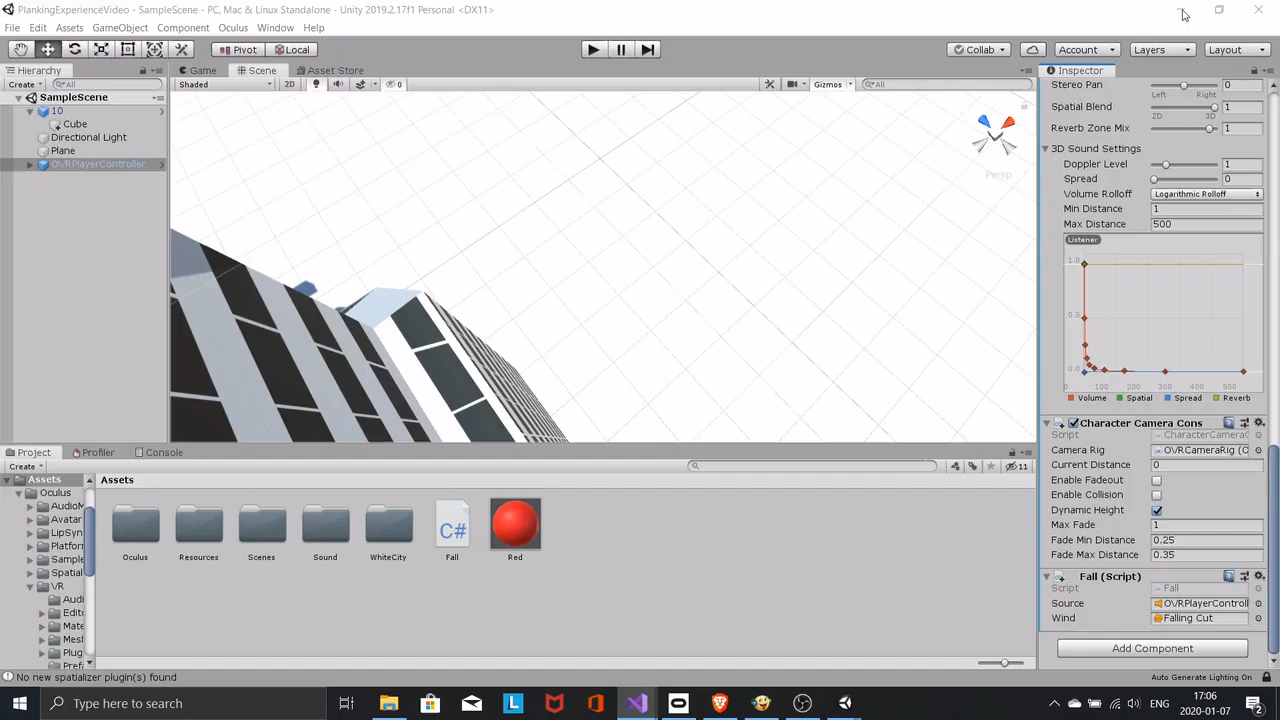 PlankingExperienceVideo - SampleScene - PC, Mac & Linux Standalone - Unity 2019.2.17f1 Personal <DX11>
File Edit Assets GameObject Component Oculus Window Help
Pivot Local Collab Account Layers Layout
Hierarchy Game Scene Asset Store Inspector
Create All Shaded 2D 0 Gizmos All
SampleScene
10
Cube
Directional Light
Plane
OVRPlayerController
Persp
Stereo Pan 0
Left Right
Spatial Blend 1
2D 3D
Reverb Zone Mix 1
3D Sound Settings
Doppler Level 1
Spread 0
Volume Rolloff Logarithmic Rolloff
Min Distance 1
Max Distance 500
Listener
1.0
0.5
0.0
0 100 200 300 400 500
Volume Spatial Spread Reverb
Character Camera Cons
Script CharacterCamera
Camera Rig OVRCameraRig (O
Current Distance 0
Enable Fadeout
Enable Collision
Dynamic Height
Max Fade 1
Fade Min Distance 0.25
Fade Max Distance 0.35
Fall (Script)
Script Fall
Source OVRPlayerControll
Wind Falling Cut
Add Component
Project Profiler Console
Create 11
Assets
Oculus
AudioM
Avatar
LipSyn
Platfor
Sample
Spatial
VR
Audi
Edito
Mate
Mesh
Plug
Prefa
Assets
C#
Oculus Resources Scenes Sound WhiteCity Fall Red
No new spatializer plugin(s) found
Auto Generate Lighting On
Type here to search
L
ENG
17:06
2020-01-07
2